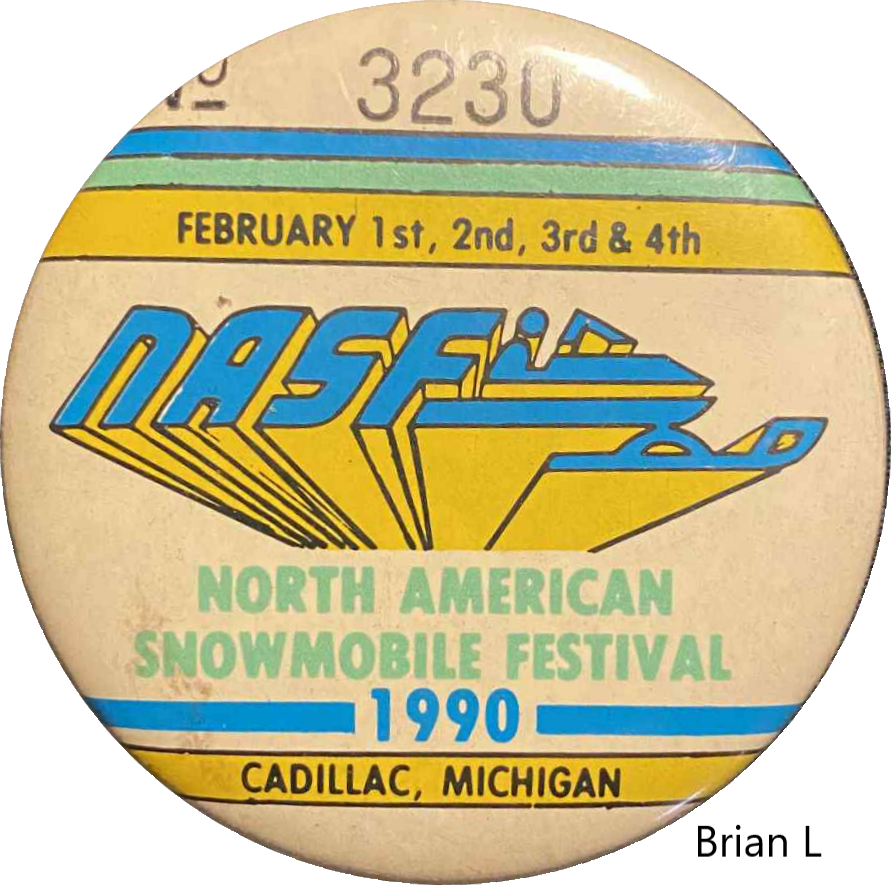 No 3230
FEBRUARY 1st, 2nd, 3rd & 4th
NASF
NORTH AMERICAN
SNOWMOBILE FESTIVAL
1990
CADILLAC, MICHIGAN
Brian L